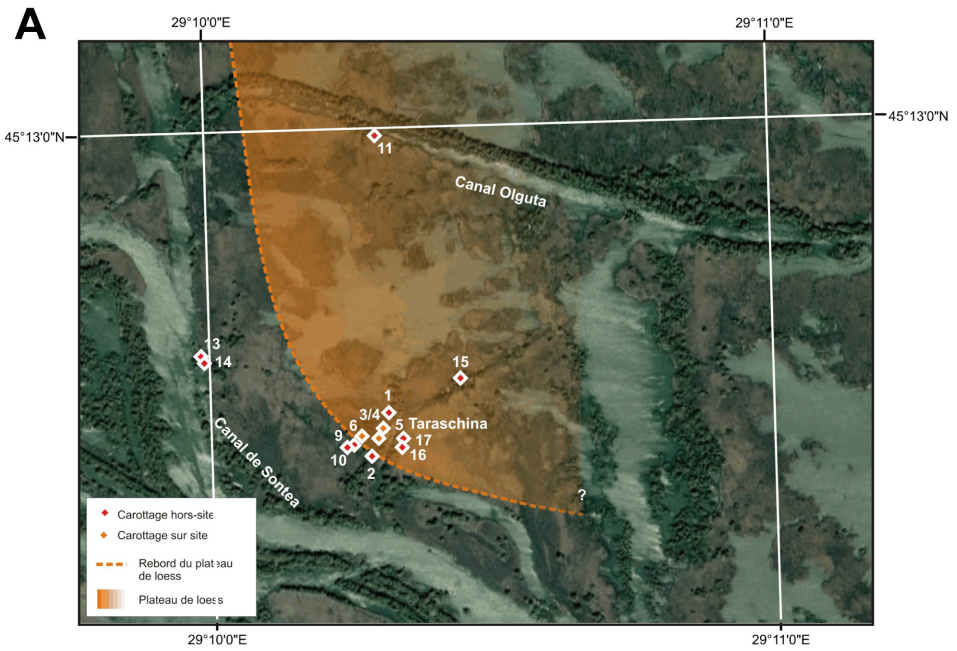 A
29°10'0"E
29°11'0"E
45°13'0"N
45°13'0"N
11
Canal Olguta
13
14
15
1
3/4
5
Taraschina
6
9
17
10
16
2
Canal de Sontea
?
Carottage hors-site
Carottage sur site
Rebord du plateau
de loess
Plateau de loess
29°10'0"E
29°11'0"E